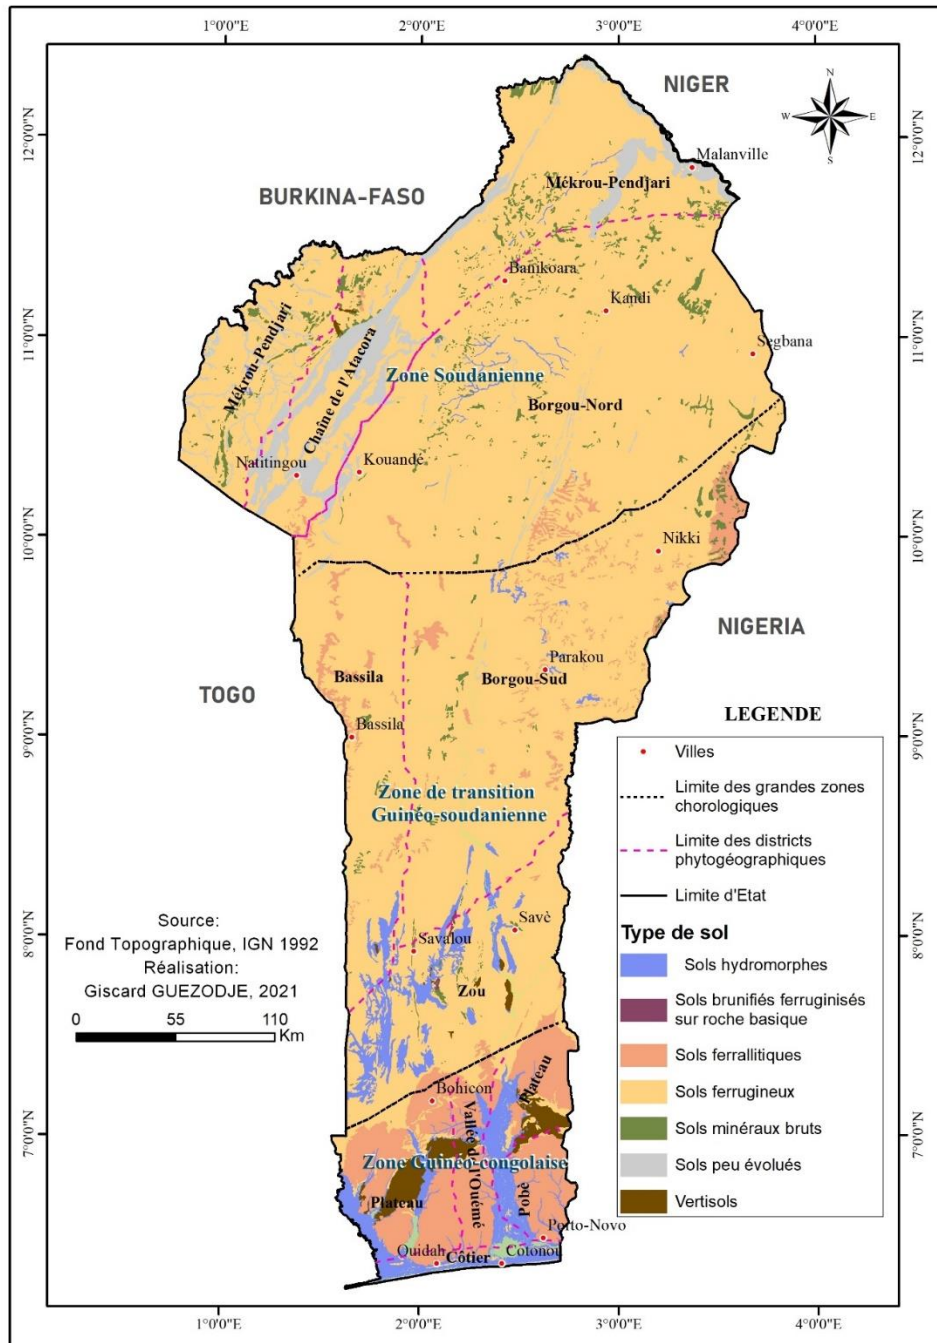 1°0'0"E
2°0'0"E
3°0'0"E
4°0'0"E
NIGER
N
W
E
S
12°0'0"N
12°0'0"N
Malanville
Mékrou-Pendjari
BURKINA-FASO
Banikoara
Kandi
11°0'0"N
11°0'0"N
Segbana
Mékrou-Pendjari
Chaîne de l'Atacora
Zone Soudanienne
Borgou-Nord
Natitingou
Kouandé
10°0'0"N
10°0'0"N
Nikki
NIGERIA
Parakou
Bassila
Borgou-Sud
TOGO
Bassila
9°0'0"N
9°0'0"N
Zone de transition
Guinéo-soudanienne
Savè
Savalou
8°0'0"N
8°0'0"N
Zou
Source:
Fond Topographique, IGN 1992
Réalisation:
Giscard GUEZODJE, 2021
0
55
110
Km
Bohicon
Plateau
7°0'0"N
7°0'0"N
Vallée de l'Ouémé
Zone Guinéo-congolaise
Plateau
Pobè
Porto-Novo
Ouidah
Côtier
Cotonou
LEGENDE
Villes
Limite des grandes zones
chorologiques
Limite des districts
phytogéographiques
Limite d'Etat
Type de sol
Sols hydromorphes
Sols brunifiés ferruginisés
sur roche basique
Sols ferrallitiques
Sols ferrugineux
Sols minéraux bruts
Sols peu évolués
Vertisols
1°0'0"E
2°0'0"E
3°0'0"E
4°0'0"E